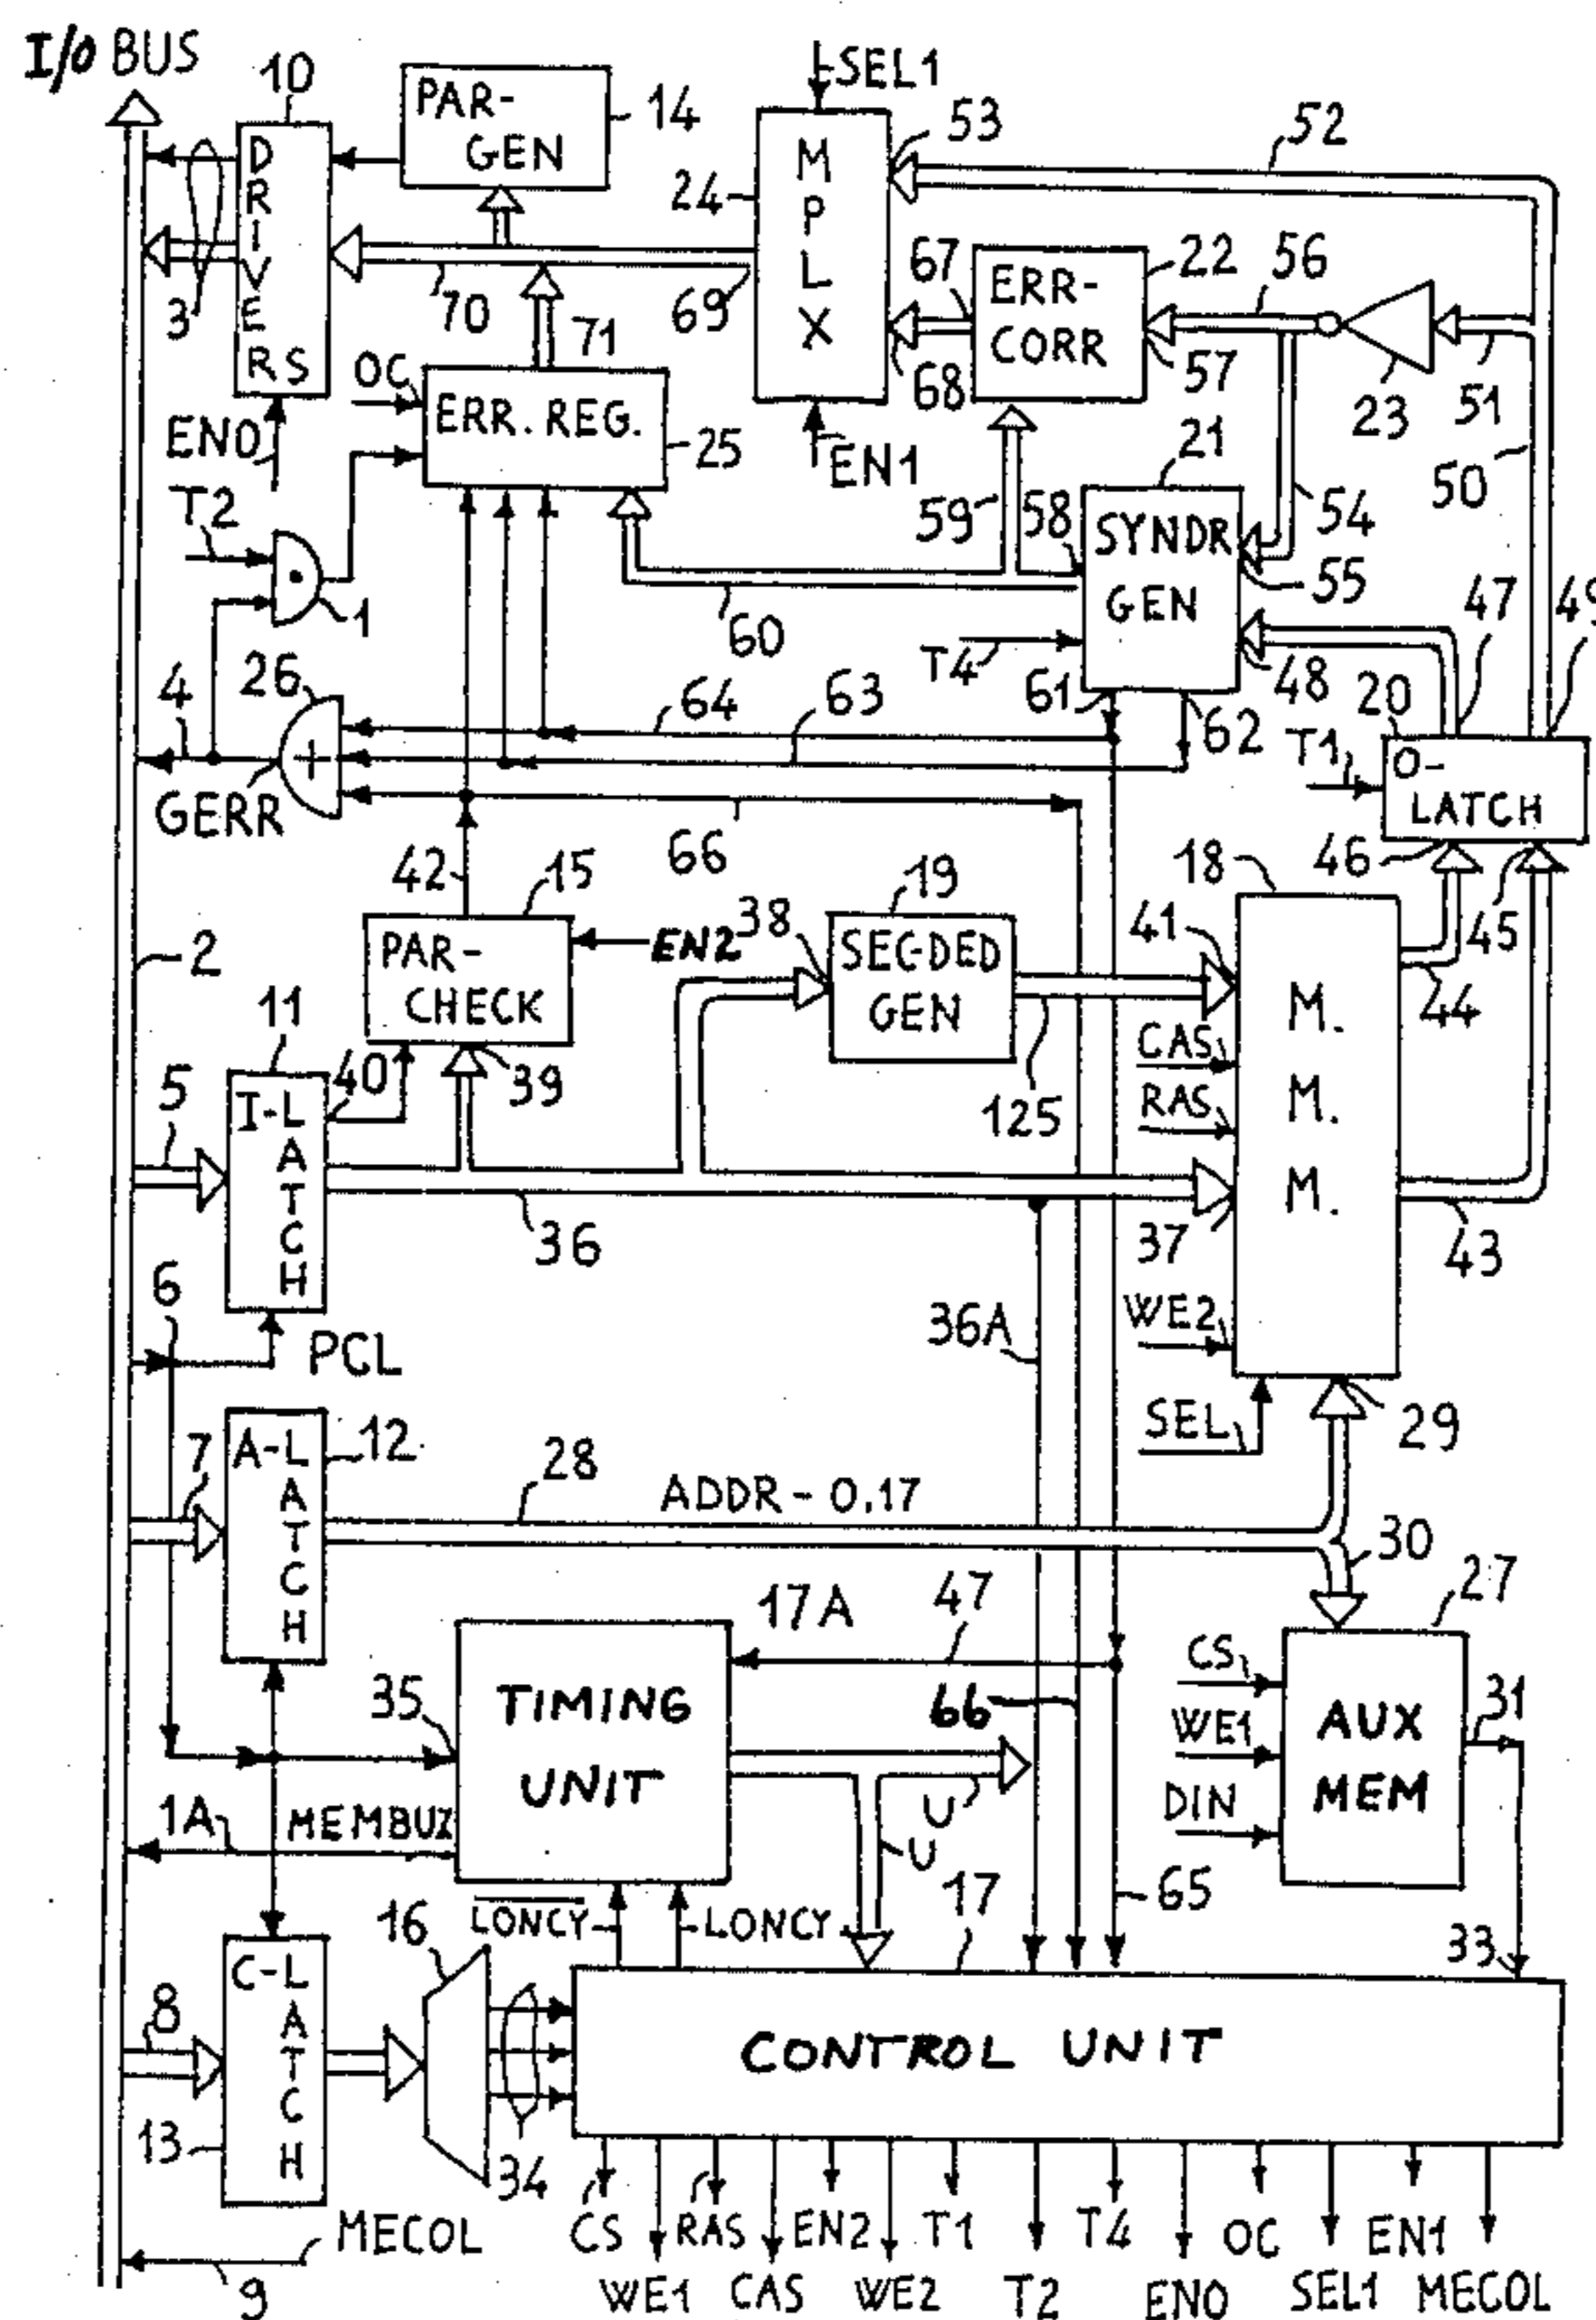 I/O BUS
10
PAR-
GEN
14
SEL1
53
52
DRIVERS
24
MPLX
3
70
71
69
67
68
ERR-
CORR
22
56
57
23
51
50
OC
ERR. REG.
25
EN0
EN1
21
T2
59
58
SYNDR
GEN
54
55
1
60
T4
48
47
49
26
4
64
63
61
62
20
T1
O-
LATCH
GERR
66
46
45
42
15
19
18
PAR-
CHECK
EN2
38
SEC-DED
GEN
41
M.
M.
M.
44
2
11
40
39
125
CAS
RAS
5
I-LATCH
36
37
43
6
PCL
36A
WE2
SEL
29
7
A-LATCH
12
28
ADDR - 0.17
30
27
17A
47
35
TIMING
UNIT
66
CS
WE1
DIN
AUX
MEM
31
1A
MEMBUZ
U
U
LONCY
LONCY
17
65
33
16
8
C-LATCH
13
34
CONTROL UNIT
CS
RAS
EN2
T1
T4
OC
EN1
WE1
CAS
WE2
T2
EN0
SEL1
MECOL
MECOL
9